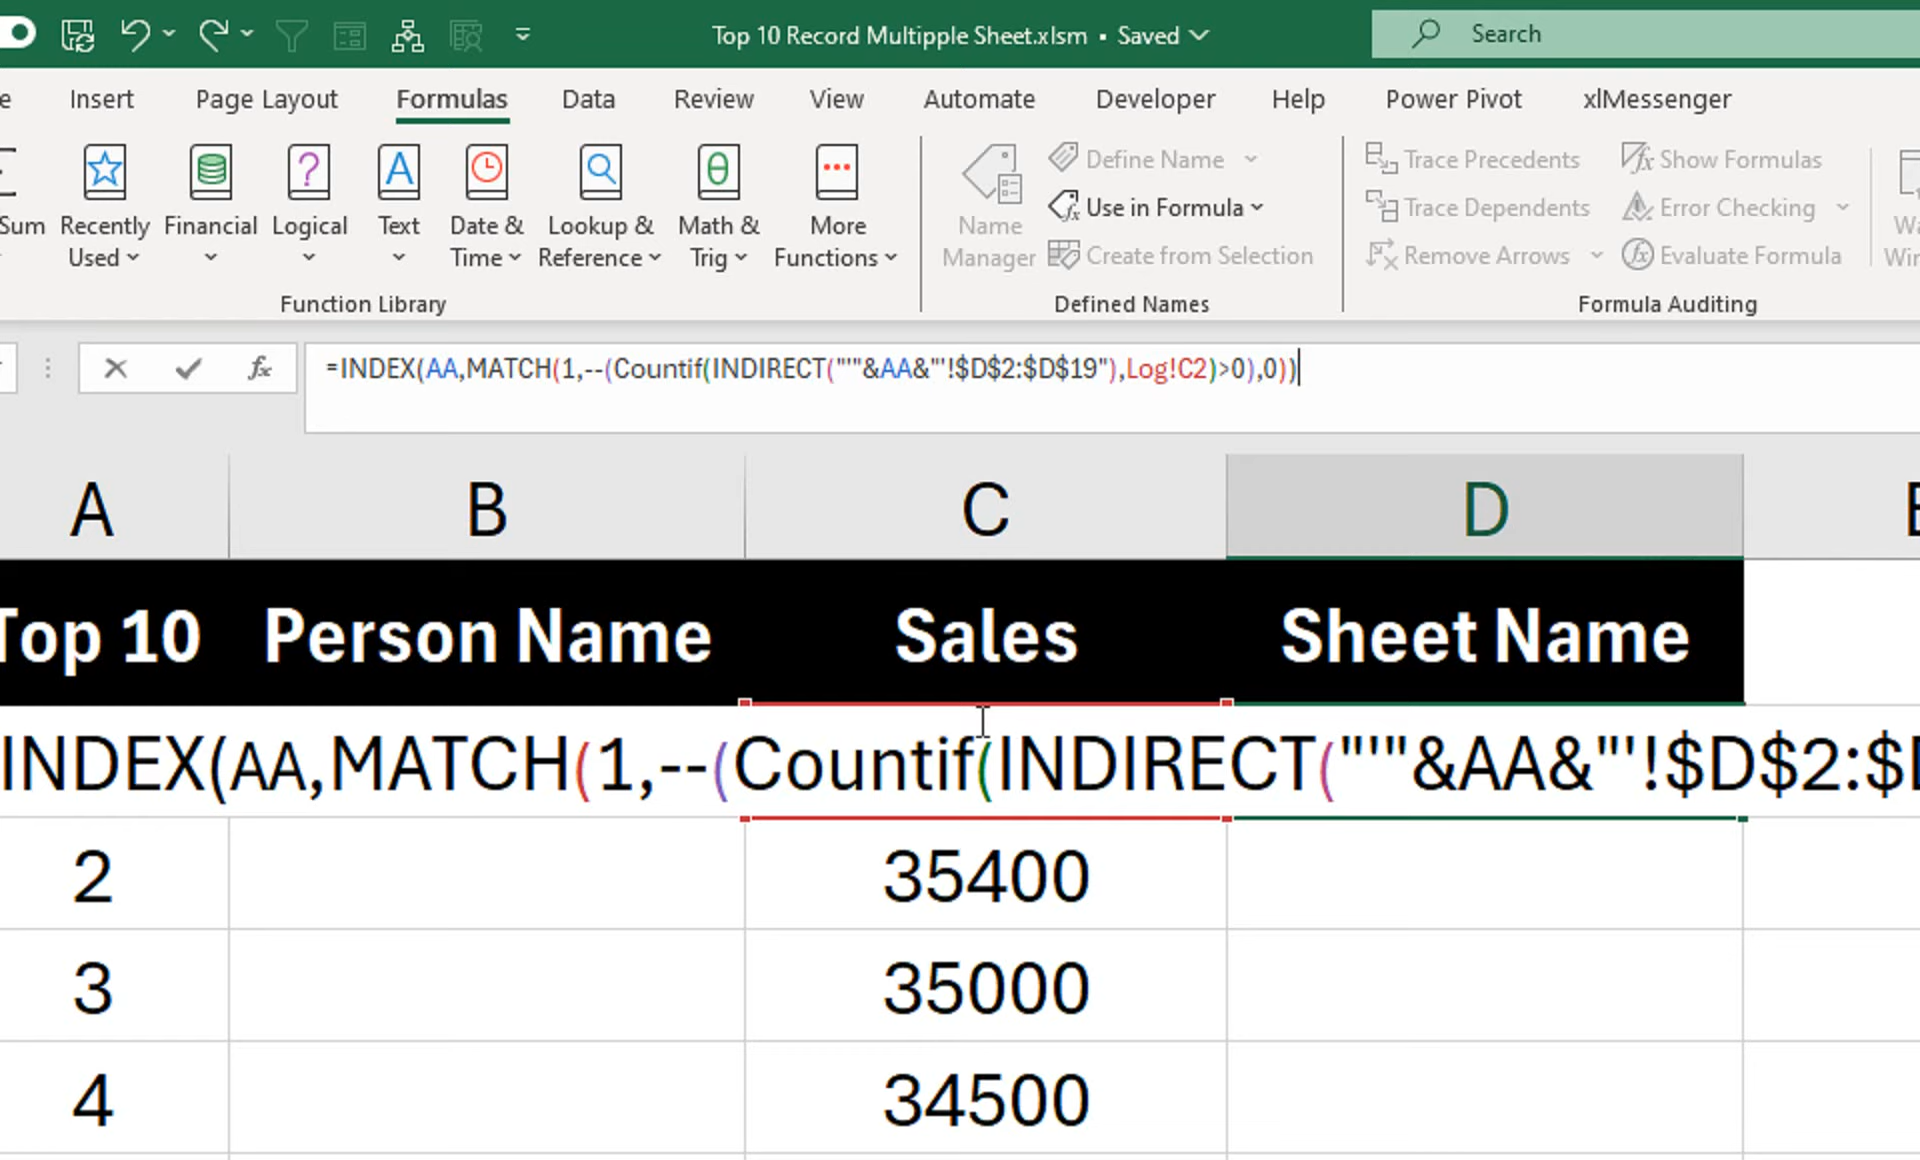 Top 10 Record Multipple Sheet.xlsm • Saved
Search
Insert Page Layout Formulas Data Review View Automate Developer Help Power Pivot xlMessenger
Sum
Recently Used
Financial
Logical
Text
Date & Time
Lookup & Reference
Math & Trig
More Functions
Function Library
Name Manager
Define Name
Use in Formula
Create from Selection
Defined Names
Trace Precedents
Trace Dependents
Remove Arrows
Show Formulas
Error Checking
Evaluate Formula
Formula Auditing
=INDEX(AA,MATCH(1,--(Countif(INDIRECT("'"&AA&"'!$D$2:$D$19"),Log!C2)>0),0))
A B C D
Top 10 Person Name Sales Sheet Name
INDEX(AA,MATCH(1,--(Countif(INDIRECT("'"&AA&"'!$D$2:$
2 35400
3 35000
4 34500